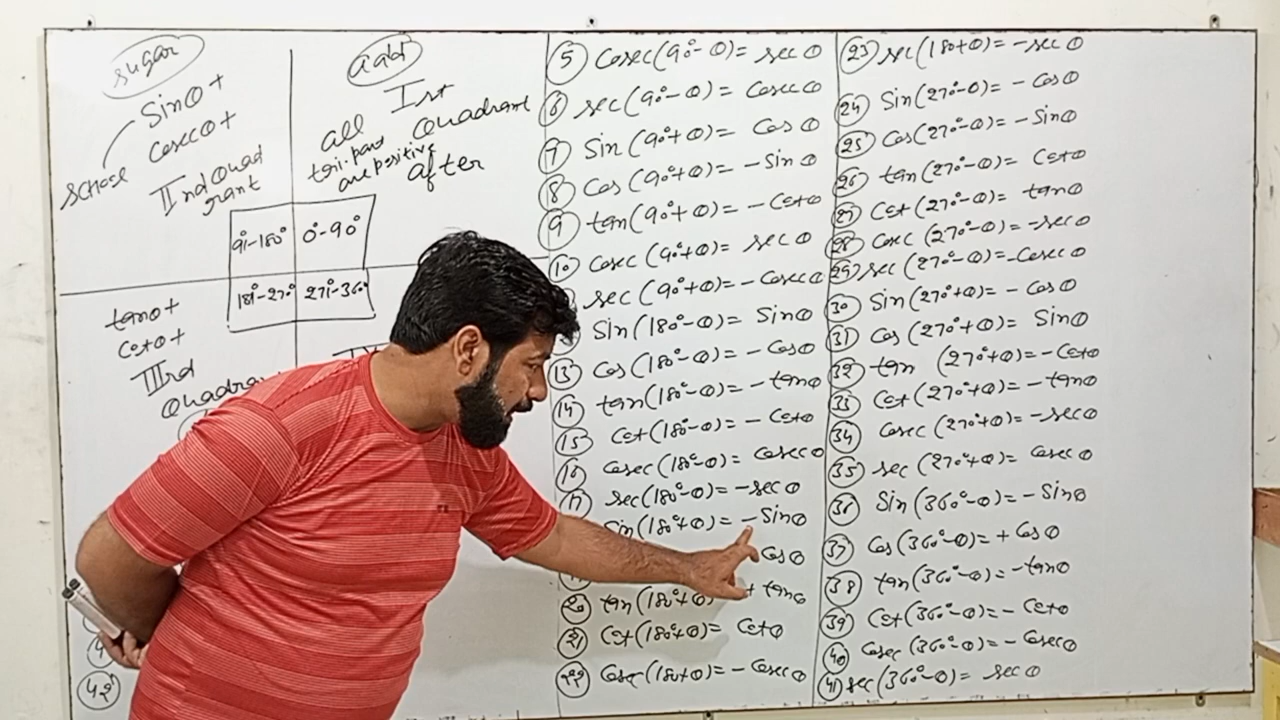 sugar
Sinθ+
Cosecθ+
IInd Quad
rant
add
Ist
all Quadrant
are positive
after
90°-180° 0°-90°
180°-270° 270°-360°
tanθ+
Cotθ+
IIIrd
Quadran
42
5 Cosec(90°-θ)= secθ
6 sec(90°-θ)= Cosecθ
7 Sin(90°+θ)= Cosθ
8 Cos(90°+θ)= -Sinθ
9 tan(90°+θ)= -Cotθ
10 Cosec(90°+θ)= secθ
sec(90°+θ)= -Cosecθ
Sin(180°-θ)= Sinθ
13 Cos(180°-θ)= -Cosθ
14 tan(180°-θ)= -tanθ
15 Cot(180°-θ)= -Cotθ
16 Cosec(180°-θ)= Cosecθ
17 sec(180°-θ)= -secθ
Sin(180°+θ)= -Sinθ
Cosθ
20 tan(180°+θ) + tanθ
21 Cot(180°+θ)= Cotθ
22 Cosec(180+θ)= -Cosecθ
23 sec(180+θ)= -secθ
24 Sin(270°-θ)= -Cosθ
25 Cos(270°-θ)= -Sinθ
26 tan(270°-θ)= Cotθ
27 Cot(270°-θ)= tanθ
28 Cosec(270°-θ)= -secθ
29 sec(270°-θ)= -Cosecθ
30 Sin(270°+θ)= -Cosθ
31 Cos(270°+θ)= Sinθ
32 tan (270°+θ)= -Cotθ
33 Cot(270°+θ)= -tanθ
34 Cosec(270°+θ)= -secθ
35 sec(270°+θ)= Cosecθ
36 Sin(360°-θ)= -Sinθ
37 Cos(360°-θ)= +Cosθ
38 tan(360°-θ)= -tanθ
39 Cot(360°-θ)= -Cotθ
40 Cosec(360°-θ)= -Cosecθ
41 sec(360°-θ)= secθ